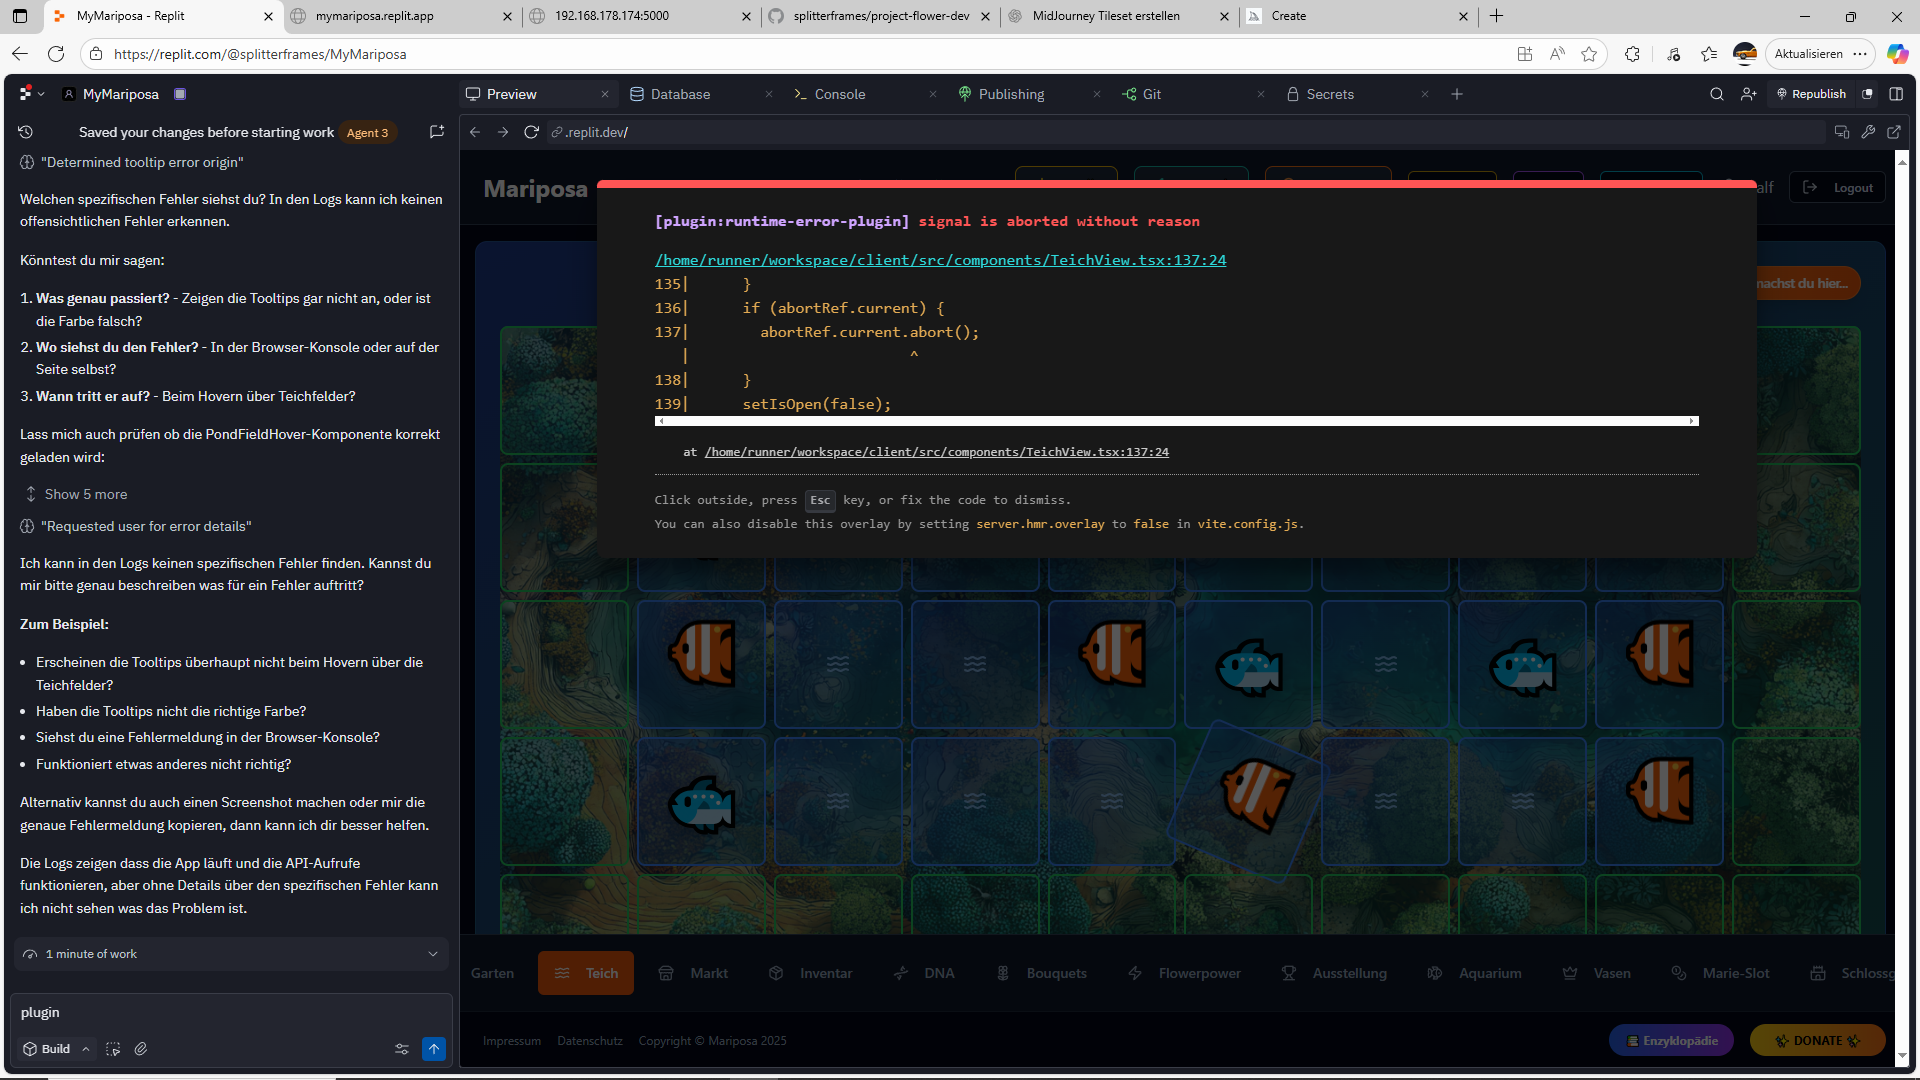 MyMariposa - Replit
mymariposa.replit.app
192.168.178.174:5000
splitterframes/project-flower-dev
MidJourney Tileset erstellen
Create
https://replit.com/@splitterframes/MyMariposa
Aktualisieren
MyMariposa
Preview
Database
Console
Publishing
Git
Secrets
Republish
Saved your changes before starting work
Agent 3
.replit.dev/
"Determined tooltip error origin"
Welchen spezifischen Fehler siehst du? In den Logs kann ich keinen
offensichtlichen Fehler erkennen.
Könntest du mir sagen:
1. Was genau passiert? - Zeigen die Tooltips gar nicht an, oder ist
die Farbe falsch?
2. Wo siehst du den Fehler? - In der Browser-Konsole oder auf der
Seite selbst?
3. Wann tritt er auf? - Beim Hovern über Teichfelder?
Lass mich auch prüfen ob die PondFieldHover-Komponente korrekt
geladen wird:
Show 5 more
"Requested user for error details"
Ich kann in den Logs keinen spezifischen Fehler finden. Kannst du
mir bitte genau beschreiben was für ein Fehler auftritt?
Zum Beispiel:
• Erscheinen die Tooltips überhaupt nicht beim Hovern über die
Teichfelder?
• Haben die Tooltips nicht die richtige Farbe?
• Siehst du eine Fehlermeldung in der Browser-Konsole?
• Funktioniert etwas anderes nicht richtig?
Alternativ kannst du auch einen Screenshot machen oder mir die
genaue Fehlermeldung kopieren, dann kann ich dir besser helfen.
Die Logs zeigen dass die App läuft und die API-Aufrufe
funktionieren, aber ohne Details über den spezifischen Fehler kann
ich nicht sehen was das Problem ist.
1 minute of work
plugin
Build
Mariposa
alf
Logout
machst du hier...
[plugin:runtime-error-plugin] signal is aborted without reason
/home/runner/workspace/client/src/components/TeichView.tsx:137:24
135|      }
136|      if (abortRef.current) {
137|        abortRef.current.abort();
|                         ^
138|      }
139|      setIsOpen(false);
at /home/runner/workspace/client/src/components/TeichView.tsx:137:24
Click outside, press Esc key, or fix the code to dismiss.
You can also disable this overlay by setting server.hmr.overlay to false in vite.config.js.
Garten
Teich
Markt
Inventar
DNA
Bouquets
Flowerpower
Ausstellung
Aquarium
Vasen
Marie-Slot
Schlossg
Impressum
Datenschutz
Copyright © Mariposa 2025
Enzyklopädie
DONATE